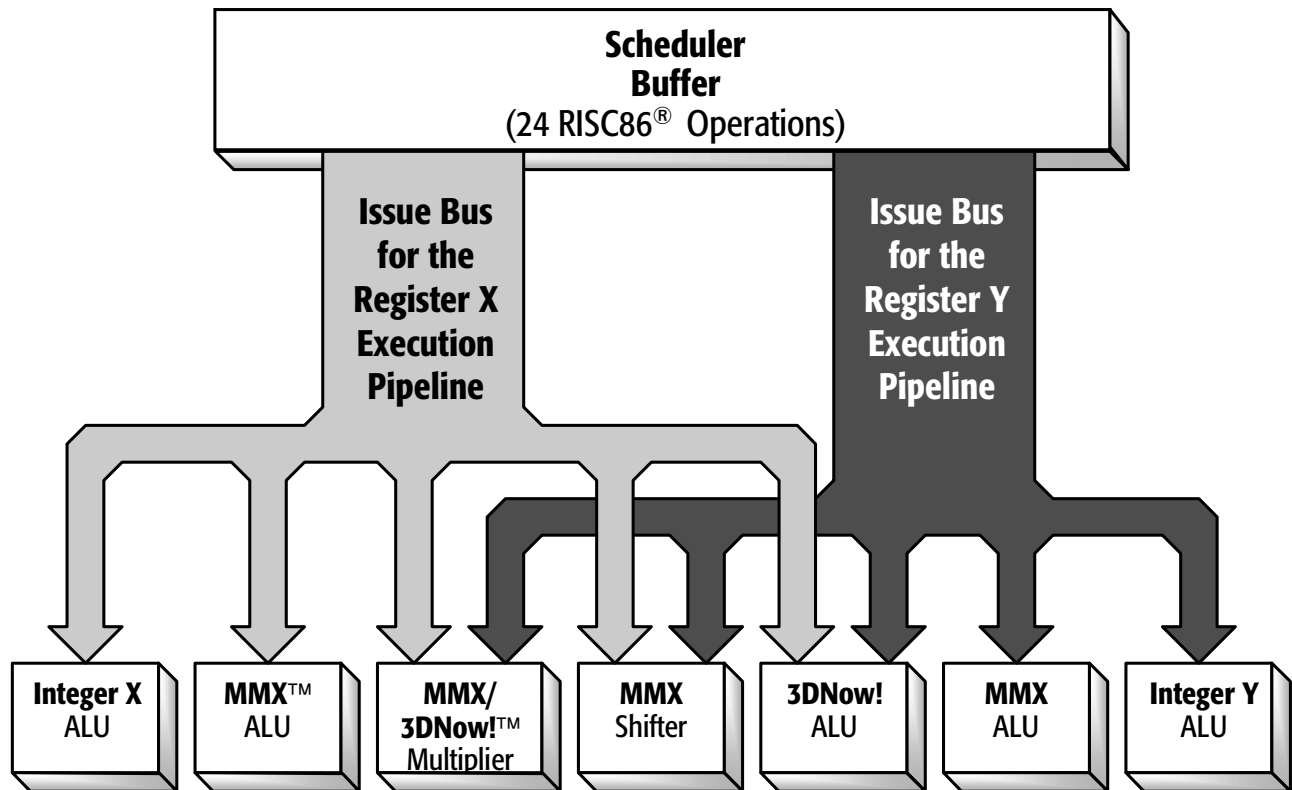 Scheduler
Buffer
(24 RISC86® Operations)
Issue Bus
for the
Register X
Execution
Pipeline
Issue Bus
for the
Register Y
Execution
Pipeline
Integer X
ALU
MMX™
ALU
MMX/
3DNow!™
Multiplier
MMX
Shifter
3DNow!
ALU
MMX
ALU
Integer Y
ALU